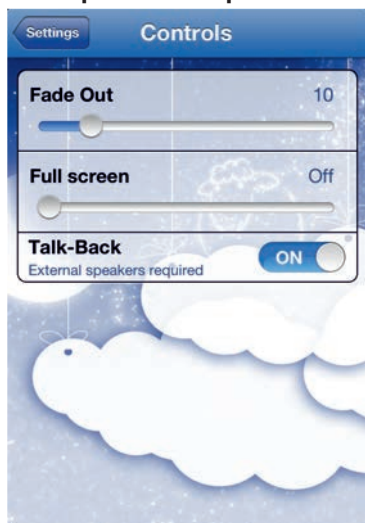 Settings
Controls
Fade Out 10
Full screen Off
Talk-Back ON
External speakers required